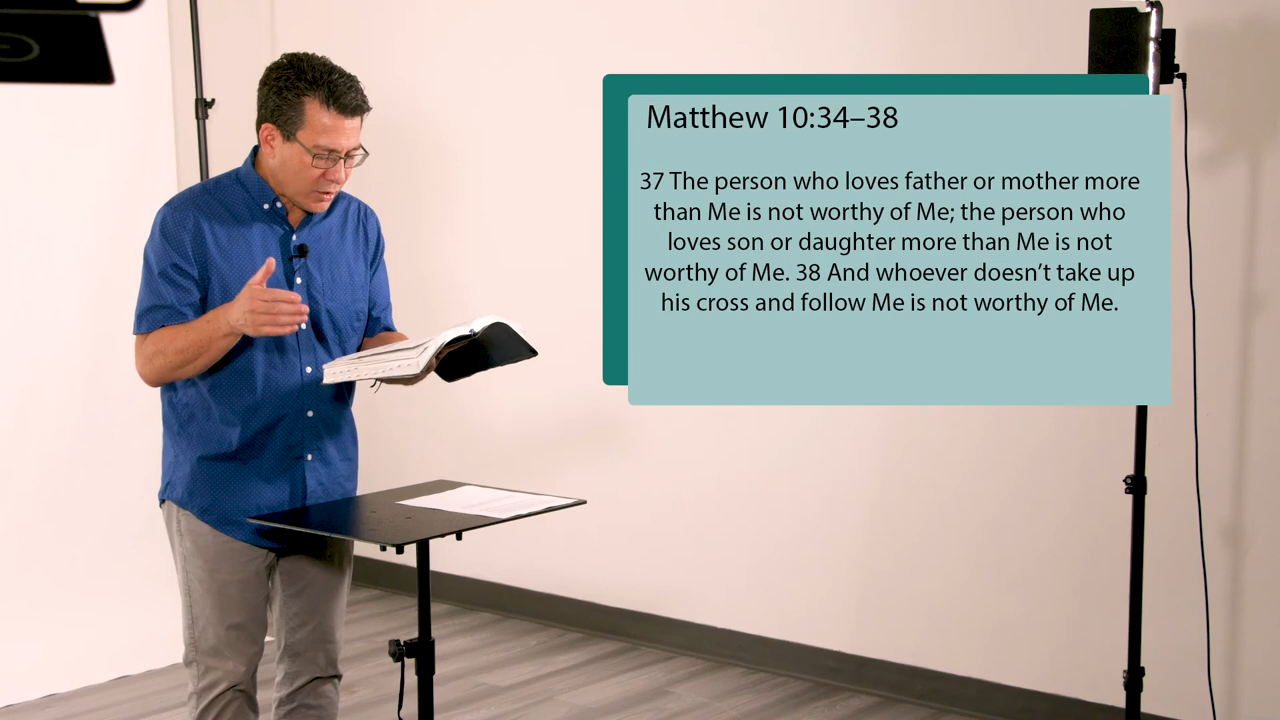 Matthew 10:34–38
37 The person who loves father or mother more
than Me is not worthy of Me; the person who
loves son or daughter more than Me is not
worthy of Me. 38 And whoever doesn’t take up
his cross and follow Me is not worthy of Me.